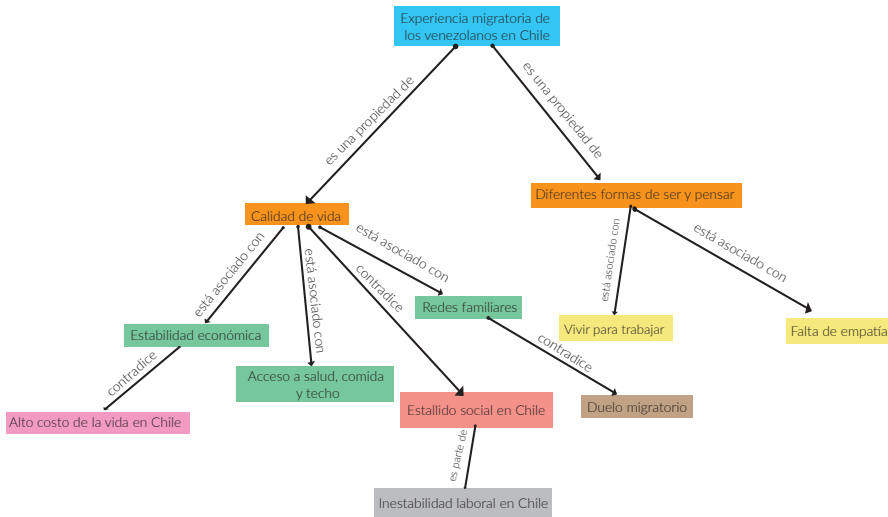 Experiencia migratoria de
los venezolanos en Chile
es una propiedad de
es una propiedad de
Diferentes formas de ser y pensar
Calidad de vida
está asociado con
está asociado con
contradice
está asociado con
está asociado con
está asociado con
Redes familiares
Vivir para trabajar
Falta de empatía
Estabilidad económica
contradice
contradice
Acceso a salud, comida
y techo
Estallido social en Chile
Duelo migratorio
Alto costo de la vida en Chile
es parte de
Inestabilidad laboral en Chile